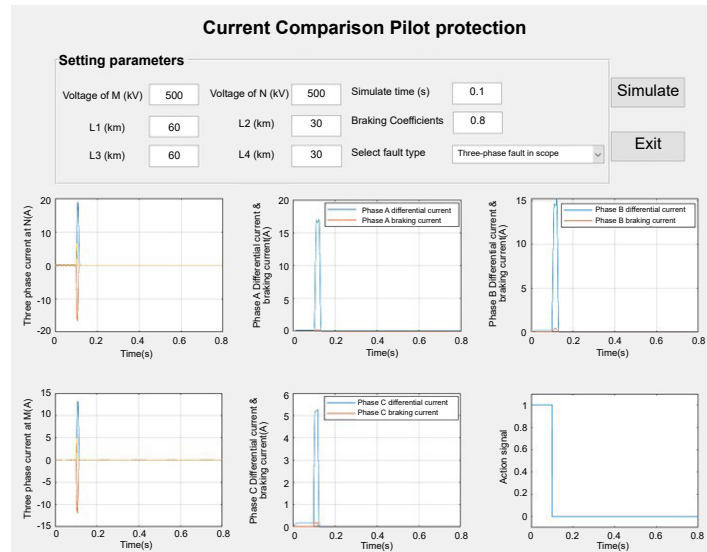 Current Comparison Pilot protection
Setting parameters
Voltage of M (kV) 500 Voltage of N (kV) 500 Simulate time (s) 0.1
L1 (km) 60 L2 (km) 30 Braking Coefficients 0.8
L3 (km) 60 L4 (km) 30 Select fault type Three-phase fault in scope
Simulate
Exit
Three phase current at N(A)
20
10
0
-10
-20
0 0.2 0.4 0.6 0.8
Time(s)
Phase A Differential current &
braking current(A)
20
15
10
5
0
Phase A differential current
Phase A braking current
0 0.2 0.4 0.6 0.8
Time(s)
Phase B Differential current &
braking current(A)
15
10
5
0
Phase B differential current
Phase B braking current
0 0.2 0.4 0.6 0.8
Time(s)
Three phase current at M(A)
15
10
5
0
-5
-10
-15
0 0.2 0.4 0.6 0.8
Time(s)
Phase C Differential current &
braking current(A)
6
5
4
3
2
1
0
Phase C differential current
Phase C braking current
0 0.2 0.4 0.6 0.8
Time(s)
Action signal
1
0.8
0.6
0.4
0.2
0
0 0.2 0.4 0.6 0.8
Time(s)